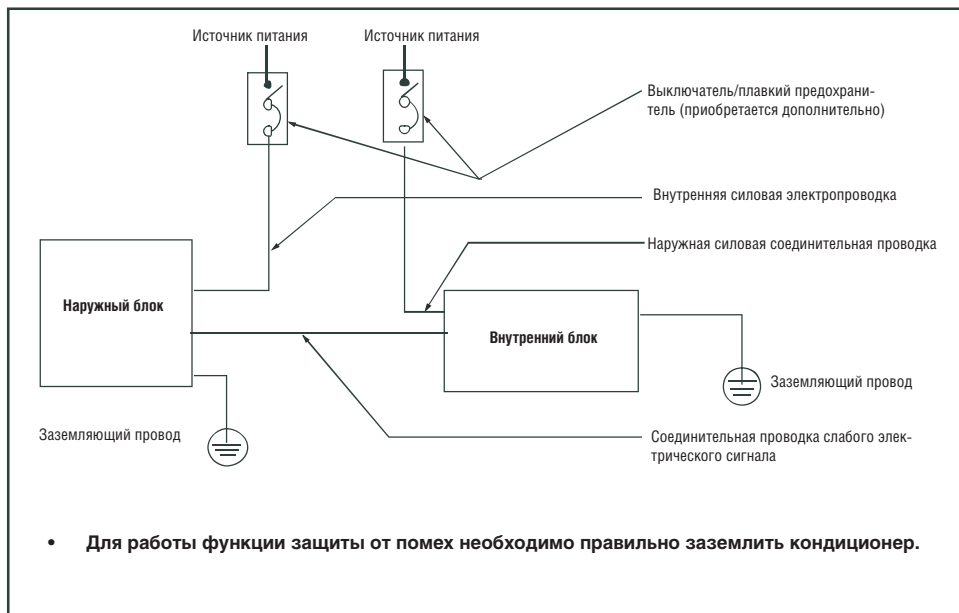 Источник питания
Источник питания
Выключатель/плавкий предохрани-
тель (приобретается дополнительно)
Внутренняя силовая электропроводка
Наружная силовая соединительная проводка
Наружный блок
Внутренний блок
Заземляющий провод
Заземляющий провод
Соединительная проводка слабого элек-
трического сигнала
• Для работы функции защиты от помех необходимо правильно заземлить кондиционер.